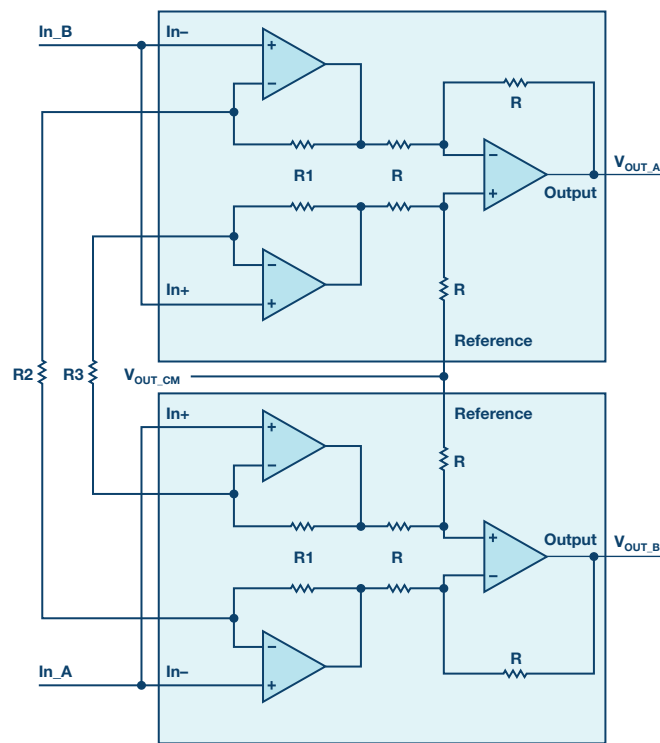 In_B
In−
+
−
R
R1
R
−
+
V_OUT_A
Output
−
+
In+
R
Reference
R2
R3
V_OUT_CM
In+
Reference
+
−
R
R1
R
+
−
Output
V_OUT_B
−
+
R
In_A
In−